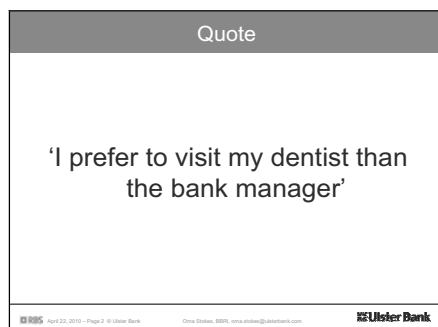 Quote
‘I prefer to visit my dentist than
the bank manager’
RBS April 22, 2010 – Page 2 © Ulster Bank Orna Stokes, BBRI, orna.stokes@ulsterbank.com Ulster Bank